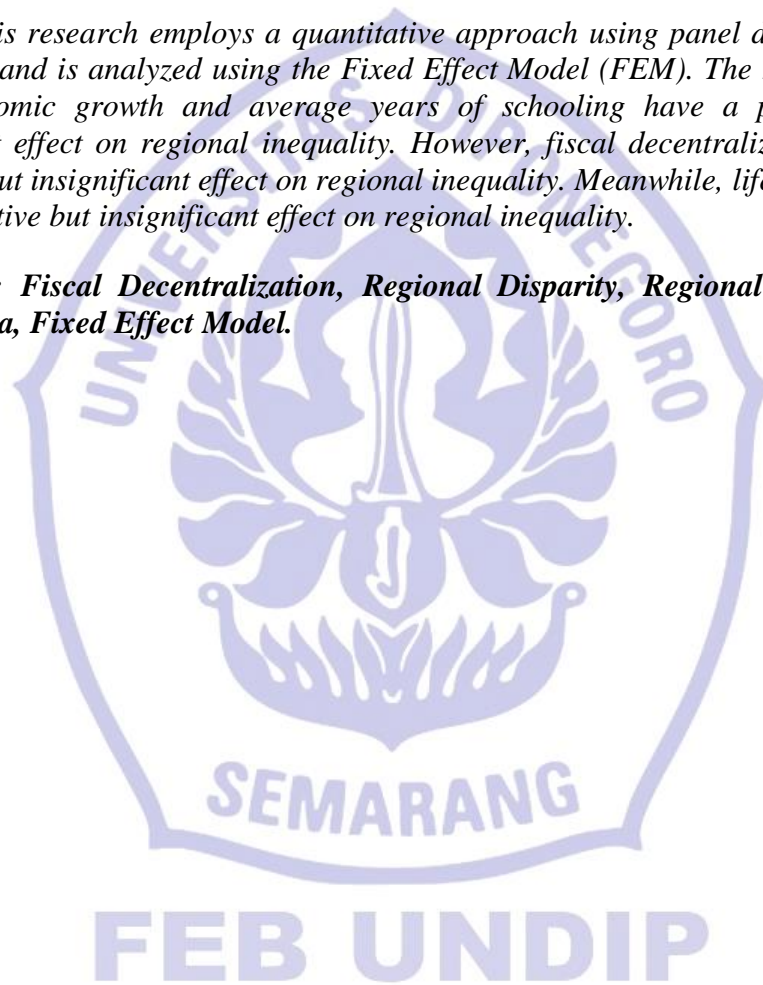 is research employs a quantitative approach using panel d
and is analyzed using the Fixed Effect Model (FEM). The
omic growth and average years of schooling have a p
effect on regional inequality. However, fiscal decentraliz
ut insignificant effect on regional inequality. Meanwhile, life
tive but insignificant effect on regional inequality.
Fiscal Decentralization, Regional Disparity, Regional
a, Fixed Effect Model.
UNIVERSITAS DIPONEGORO
SEMARANG
FEB UNDIP